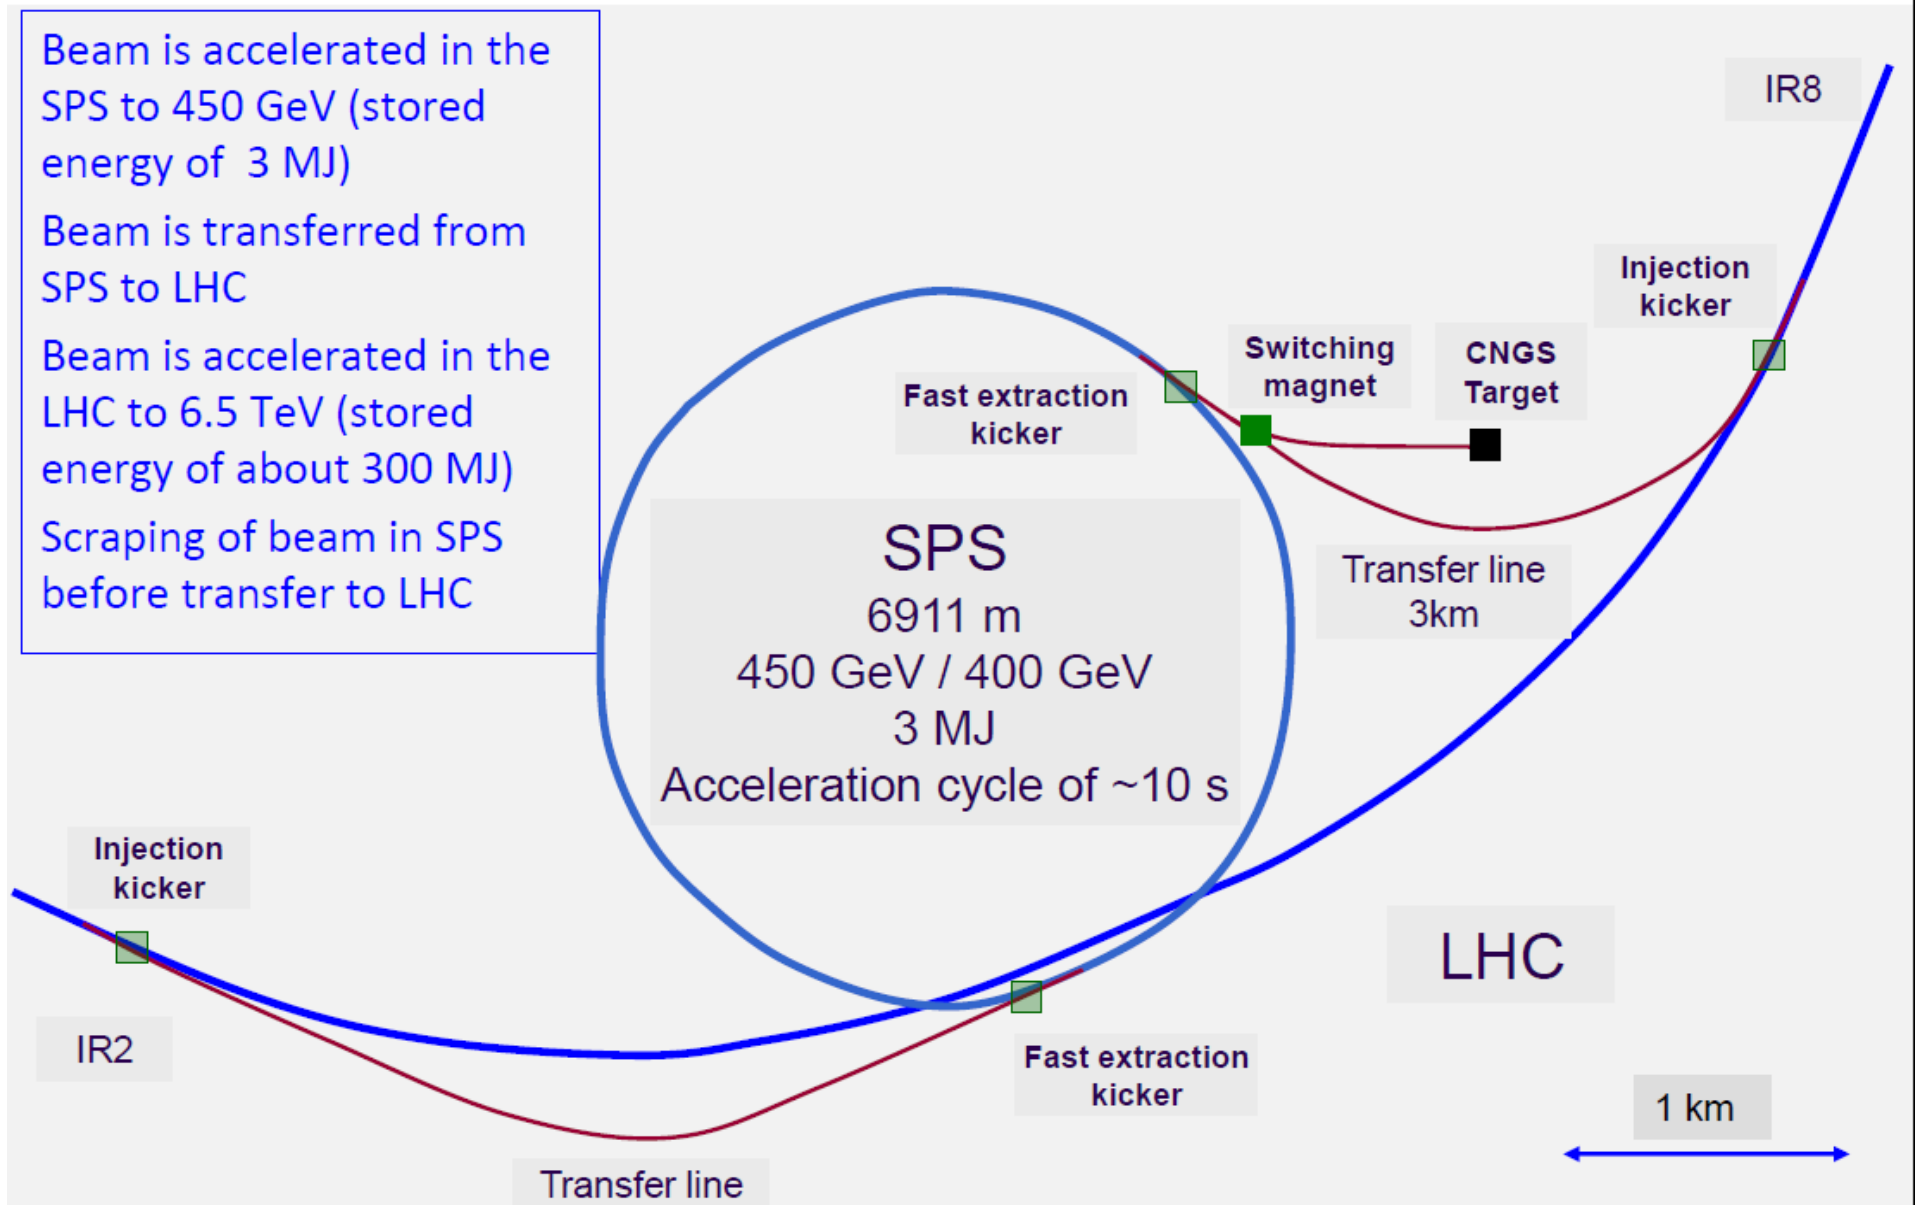 Beam is accelerated in the
SPS to 450 GeV (stored
energy of 3 MJ)
Beam is transferred from
SPS to LHC
Beam is accelerated in the
LHC to 6.5 TeV (stored
energy of about 300 MJ)
Scraping of beam in SPS
before transfer to LHC
IR8
Injection
kicker
Switching
magnet
CNGS
Target
Fast extraction
kicker
SPS
6911 m
450 GeV / 400 GeV
3 MJ
Acceleration cycle of ~10 s
Transfer line
3km
Injection
kicker
LHC
IR2
Fast extraction
kicker
1 km
Transfer line